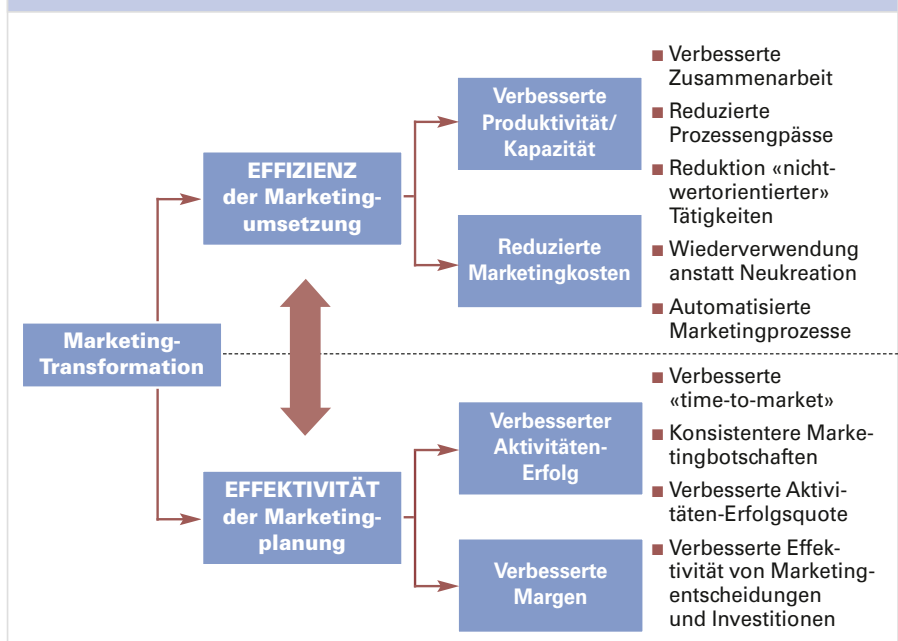 Marketing-
Transformation
EFFIZIENZ
der Marketing-
umsetzung
Verbesserte
Produktivität/
Kapazität
Reduzierte
Marketingkosten
■ Verbesserte
Zusammenarbeit
■ Reduzierte
Prozessengpässe
■ Reduktion «nicht-
wertorientierter»
Tätigkeiten
■ Wiederverwendung
anstatt Neukreation
■ Automatisierte
Marketingprozesse
EFFEKTIVITÄT
der Marketing-
planung
Verbesserter
Aktivitäten-
Erfolg
Verbesserte
Margen
■ Verbesserte
«time-to-market»
■ Konsistentere Marke-
tingbotschaften
■ Verbesserte Aktivi-
täten-Erfolgsquote
■ Verbesserte Effek-
tivität von Marketing-
entscheidungen
und Investitionen